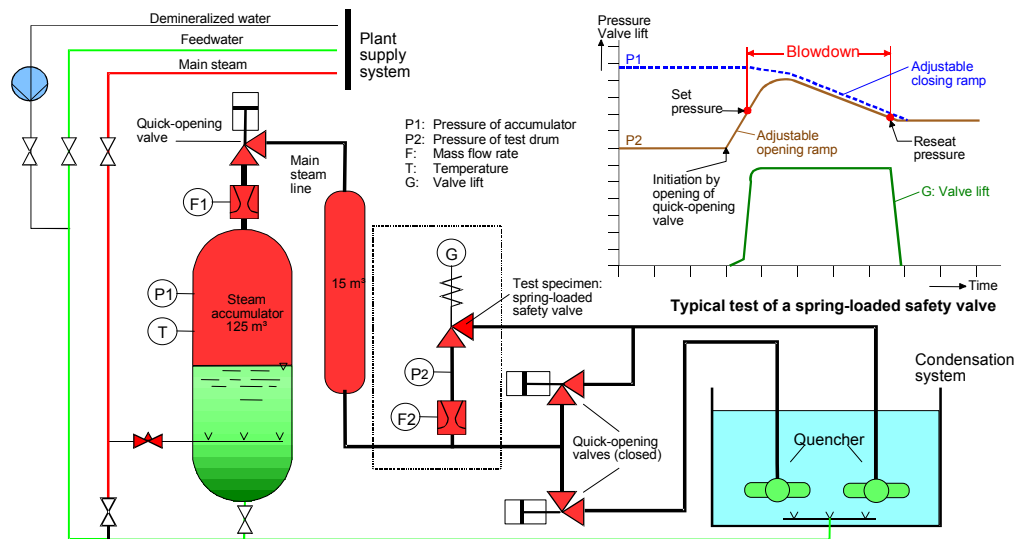 Demineralized water
Feedwater
Main steam
Plant
supply
system
Quick-opening
valve
Main
steam
line
P1: Pressure of accumulator
P2: Pressure of test drum
F: Mass flow rate
T: Temperature
G: Valve lift
F1
P1
T
Steam
accumulator
125 m³
15 m³
G
Test specimen:
spring-loaded
safety valve
P2
F2
Quick-opening
valves (closed)
Condensation
system
Quencher
Pressure
Valve lift
P1
Blowdown
Adjustable
closing ramp
Set
pressure
P2
Adjustable
opening ramp
Reseat
pressure
Initiation by
opening of
quick-opening
valve
G: Valve lift
Time
Typical test of a spring-loaded safety valve